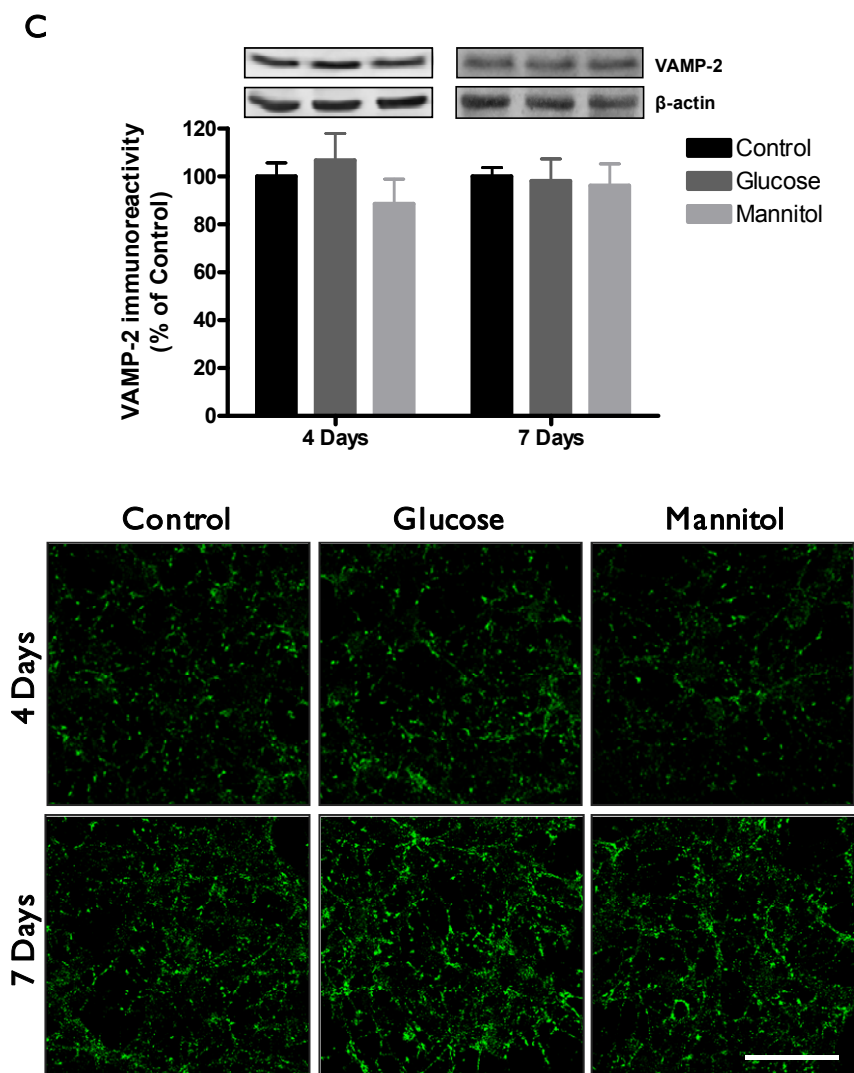 C
VAMP-2
β-actin
VAMP-2 immunoreactivity
(% of Control)
120
100
80
60
40
20
0
4 Days
7 Days
Control
Glucose
Mannitol
Control
Glucose
Mannitol
4 Days
7 Days